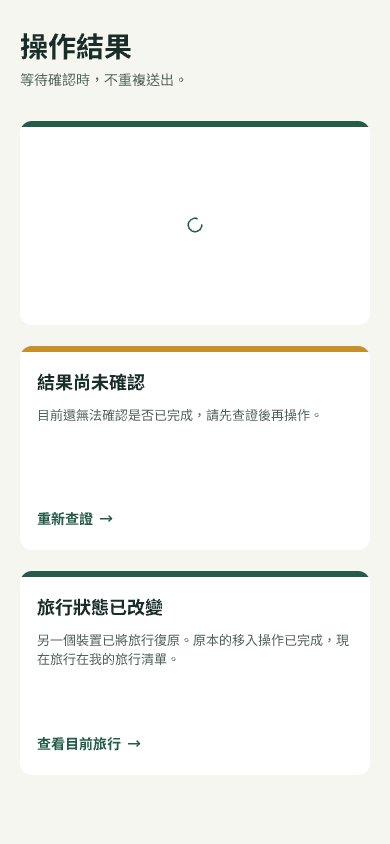 操作結果
等待確認時，不重複送出。
結果尚未確認
目前還無法確認是否已完成，請先查證後再操作。
重新查證 →
旅行狀態已改變
另一個裝置已將旅行復原。原本的移入操作已完成，現
在旅行在我的旅行清單。
查看目前旅行 →